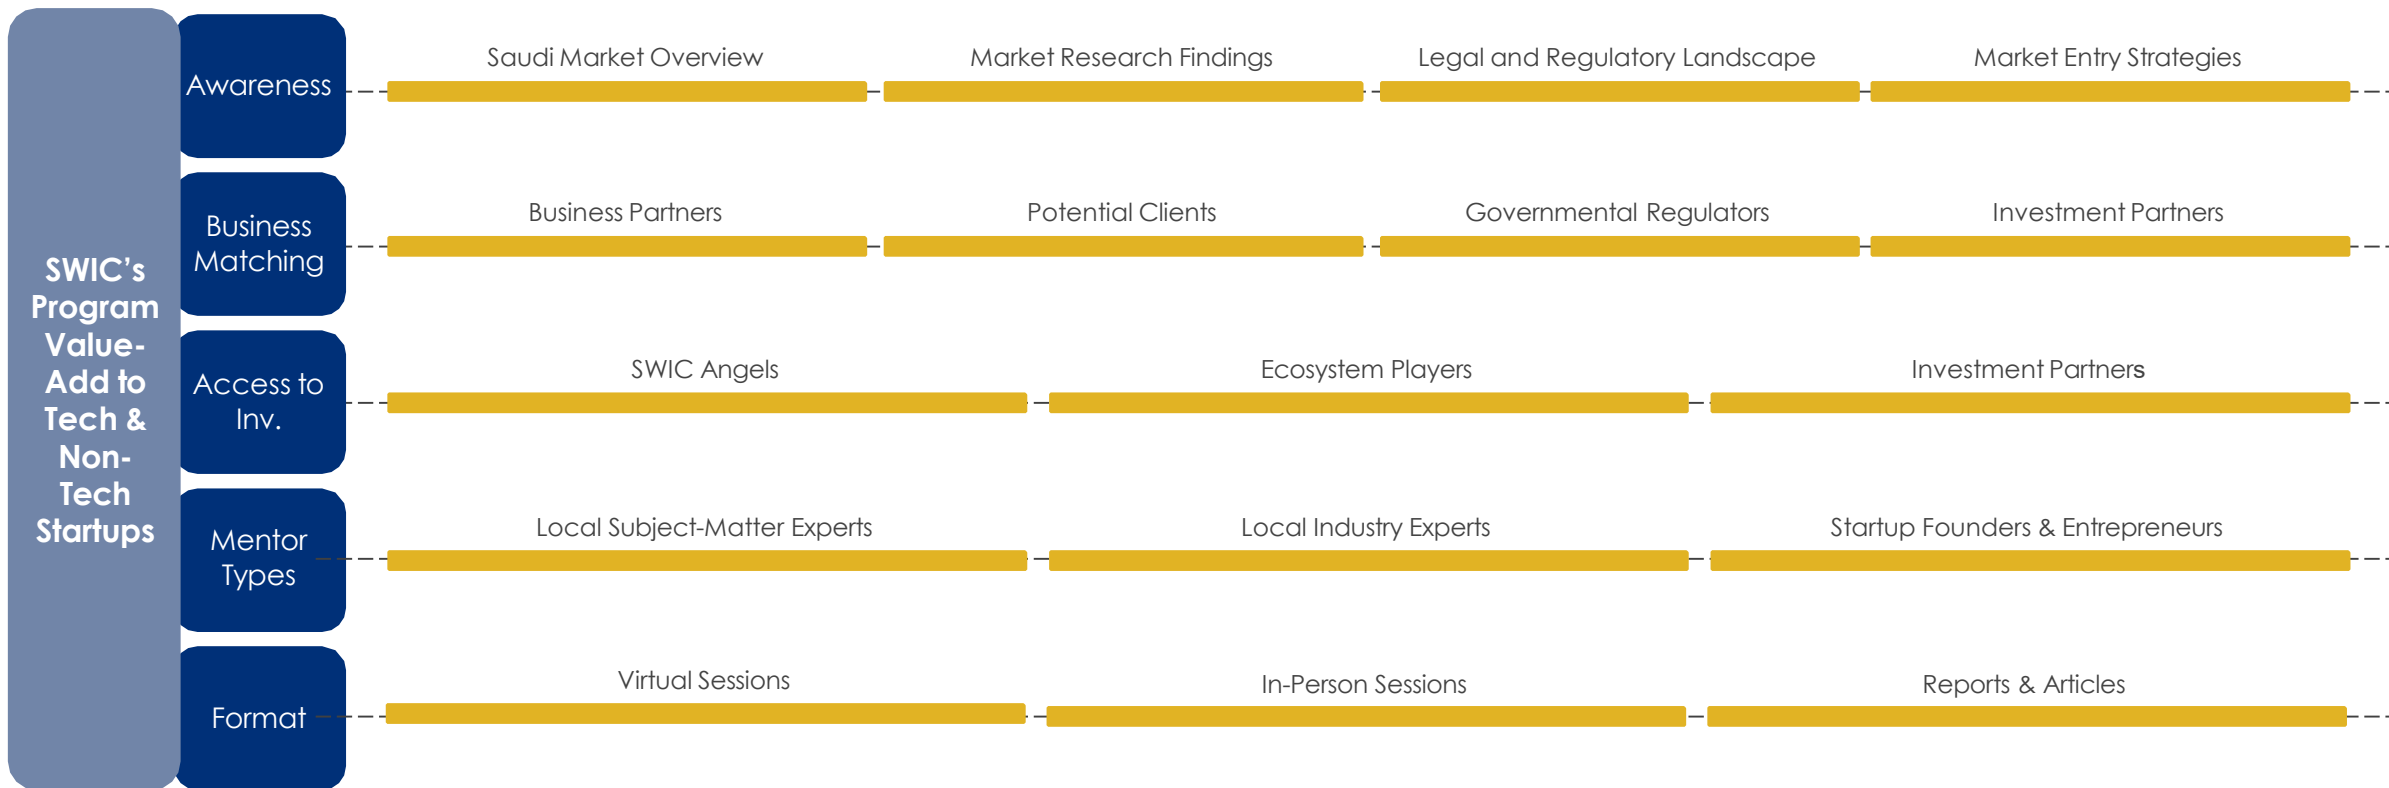 SWIC’s
Program
Value-
Add to
Tech &
Non-
Tech
Startups
Awareness
Saudi Market Overview
Market Research Findings
Legal and Regulatory Landscape
Market Entry Strategies
Business
Matching
Business Partners
Potential Clients
Governmental Regulators
Investment Partners
Access to
Inv.
SWIC Angels
Ecosystem Players
Investment Partners
Mentor
Types
Local Subject-Matter Experts
Local Industry Experts
Startup Founders & Entrepreneurs
Format
Virtual Sessions
In-Person Sessions
Reports & Articles